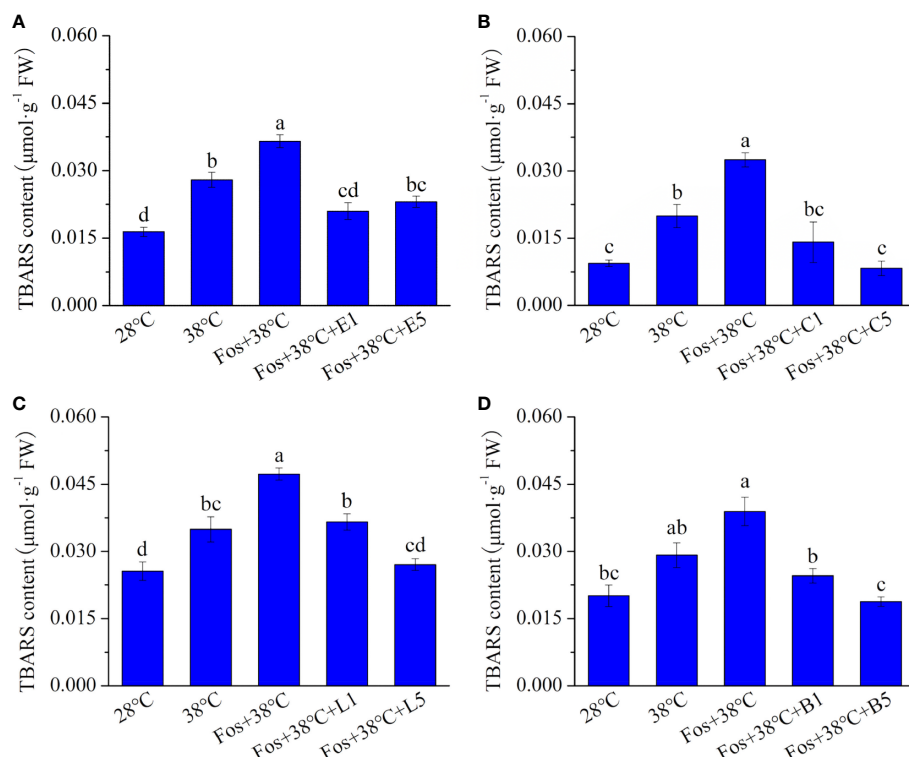 A
TBARS content (μmol·g⁻¹ FW)
0.060
0.045
0.030
0.015
0.000
d
b
a
cd
bc
28°C
38°C
Fos+38°C
Fos+38°C+E1
Fos+38°C+E5
B
TBARS content (μmol·g⁻¹ FW)
0.060
0.045
0.030
0.015
0.000
c
b
a
bc
c
28°C
38°C
Fos+38°C
Fos+38°C+C1
Fos+38°C+C5
C
TBARS content (μmol·g⁻¹ FW)
0.060
0.045
0.030
0.015
0.000
d
bc
a
b
cd
28°C
38°C
Fos+38°C
Fos+38°C+L1
Fos+38°C+L5
D
TBARS content (μmol·g⁻¹ FW)
0.060
0.045
0.030
0.015
0.000
bc
ab
a
b
c
28°C
38°C
Fos+38°C
Fos+38°C+B1
Fos+38°C+B5